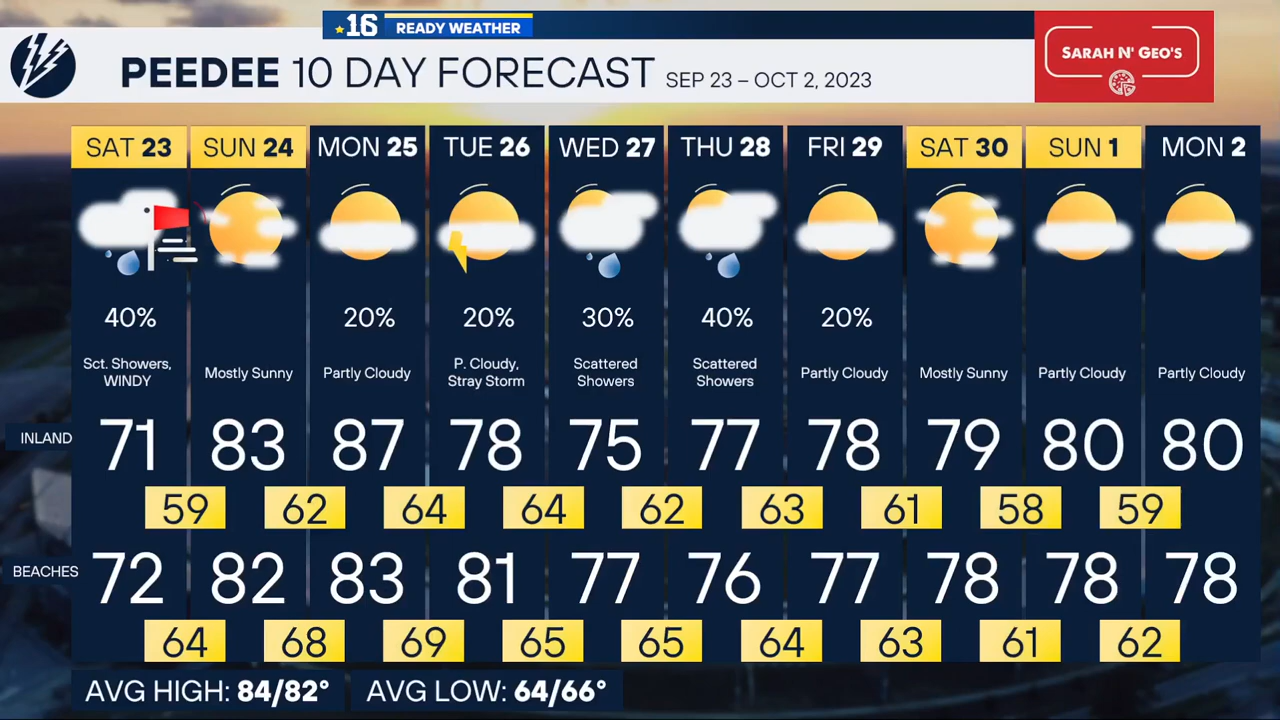 16 READY WEATHER
PEEDEE 10 DAY FORECAST SEP 23 – OCT 2, 2023
SARAH N' GEO'S
SAT 23 SUN 24 MON 25 TUE 26 WED 27 THU 28 FRI 29 SAT 30 SUN 1 MON 2
40% 20% 20% 30% 40% 20%
Sct. Showers, WINDY
Mostly Sunny
Partly Cloudy
P. Cloudy, Stray Storm
Scattered Showers
Scattered Showers
Partly Cloudy
Mostly Sunny
Partly Cloudy
Partly Cloudy
INLAND 71 83 87 78 75 77 78 79 80 80
59 62 64 64 62 63 61 58 59
BEACHES 72 82 83 81 77 76 77 78 78 78
64 68 69 65 65 64 63 61 62
AVG HIGH: 84/82° AVG LOW: 64/66°